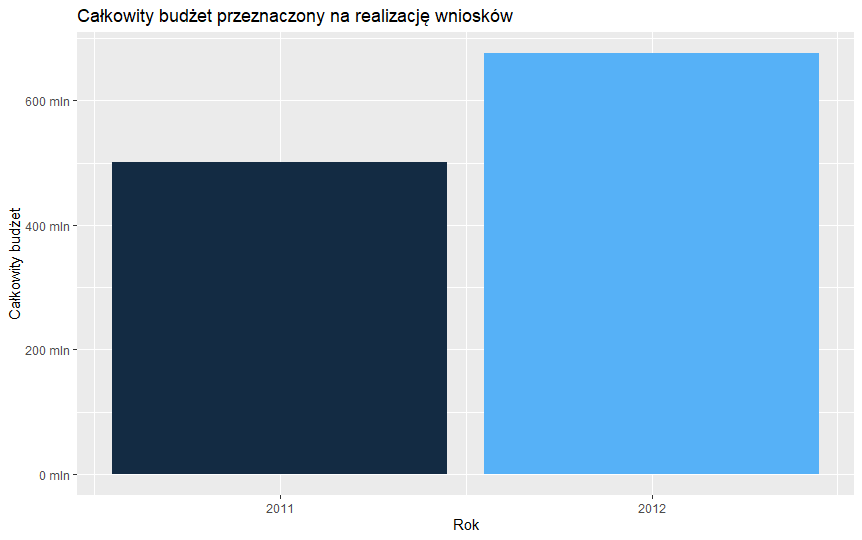 Całkowity budżet przeznaczony na realizację wniosków
Całkowity budżet
600 mln
400 mln
200 mln
0 mln
2011
2012
Rok